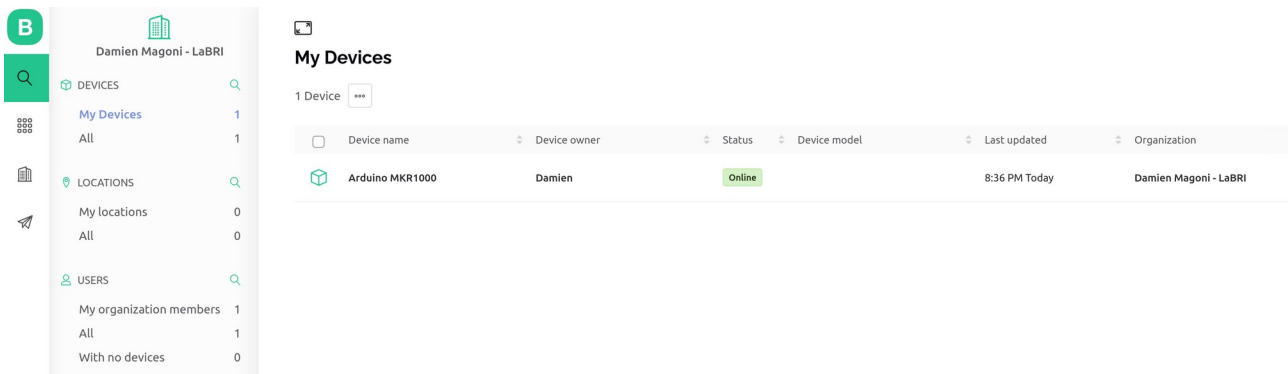 B
Damien Magoni - LaBRI
DEVICES
My Devices 1
All 1
LOCATIONS
My locations 0
All 0
USERS
My organization members 1
All 1
With no devices 0
My Devices
1 Device
Device name Device owner Status Device model Last updated Organization
Arduino MKR1000 Damien Online 8:36 PM Today Damien Magoni - LaBRI